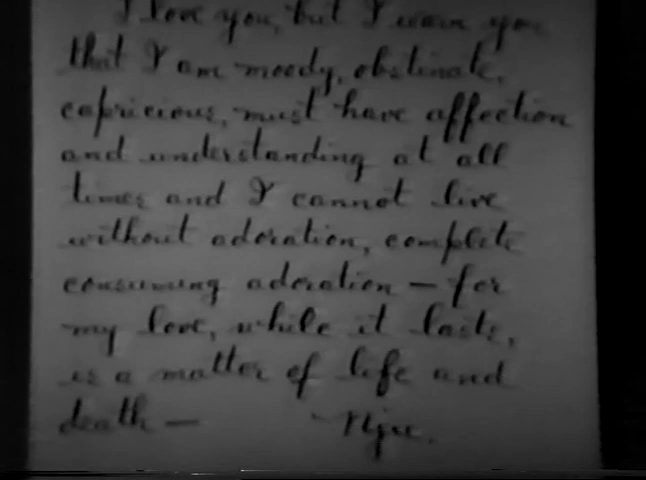 I love you, but I warn you
that I am moody, obstinate,
capricious, must have affection
and understanding at all
times and I cannot live
without adoration, complete
consuming adoration — for
my love, while it lasts,
is a matter of life and
death —